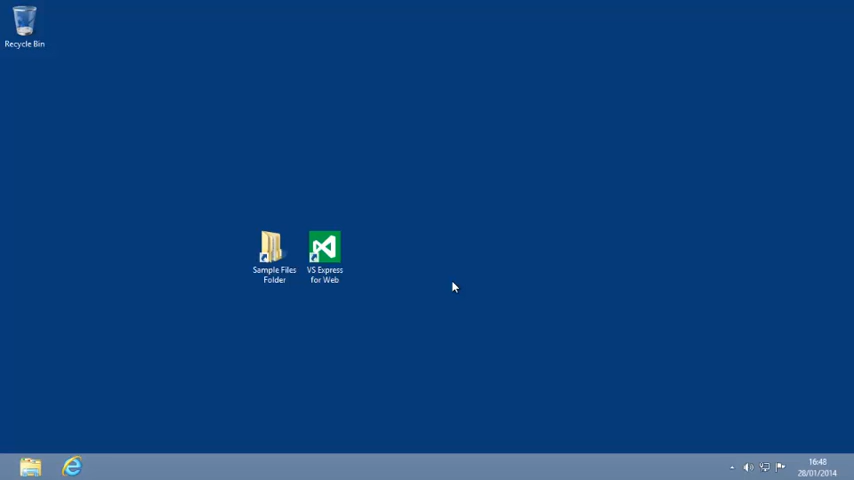 Recycle Bin
Sample Files
Folder
VS Express
for Web
16:48
28/01/2014